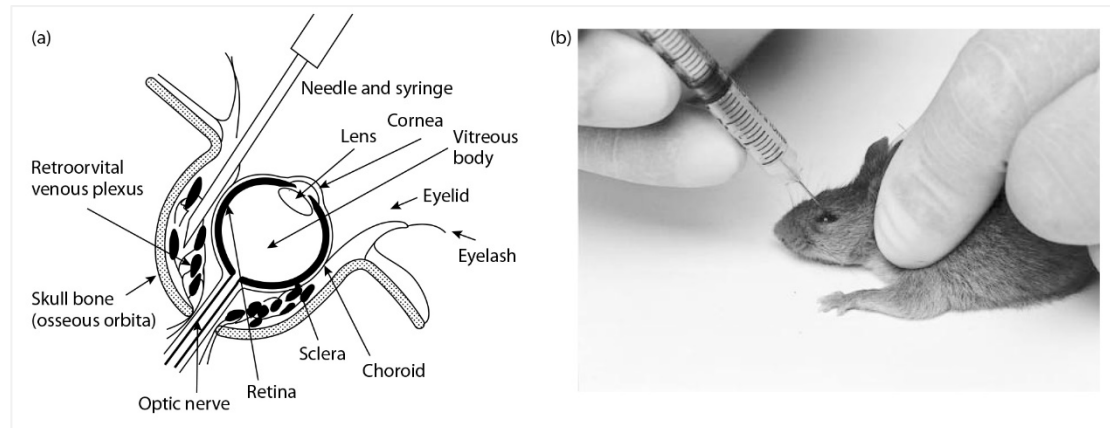 (a)
Needle and syringe
Cornea
Lens
Vitreous
body
Retroorvital
venous plexus
Eyelid
Eyelash
Skull bone
(osseous orbita)
Sclera
Choroid
Retina
Optic nerve
(b)